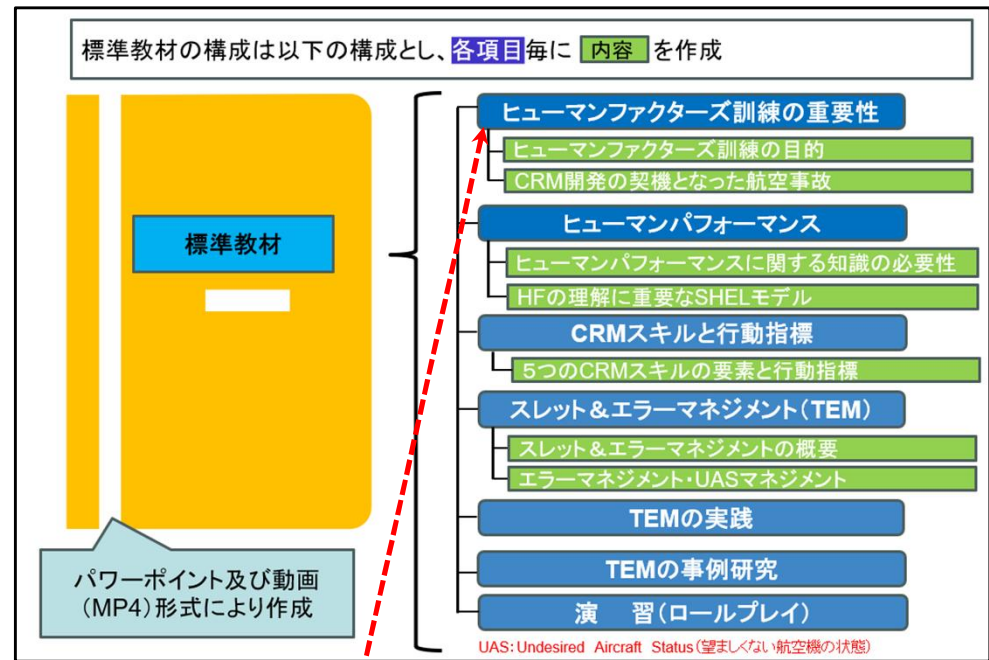 標準教材の構成は以下の構成とし、各項目毎に 内容 を作成
標準教材
パワーポイント及び動画
(MP4)形式により作成
ヒューマンファクターズ訓練の重要性
ヒューマンファクターズ訓練の目的
CRM開発の契機となった航空事故
ヒューマンパフォーマンス
ヒューマンパフォーマンスに関する知識の必要性
HFの理解に重要なSHELモデル
CRMスキルと行動指標
５つのCRMスキルの要素と行動指標
スレット＆エラーマネジメント(TEM)
スレット＆エラーマネジメントの概要
エラーマネジメント・UASマネジメント
TEMの実践
TEMの事例研究
演　習(ロールプレイ)
UAS：Undesired Aircraft Status(望ましくない航空機の状態)